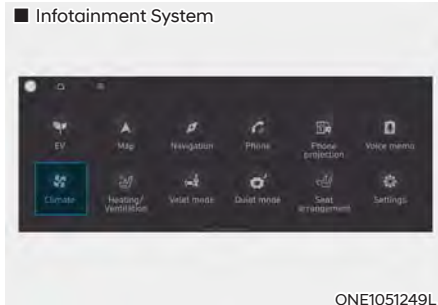 ■ Infotainment System
EV
Map
Navigation
Phone
Phone projection
Voice memo
Climate
Heating/
Ventilation
Valet mode
Quiet mode
Seat
arrangement
Settings
ONE1051249L